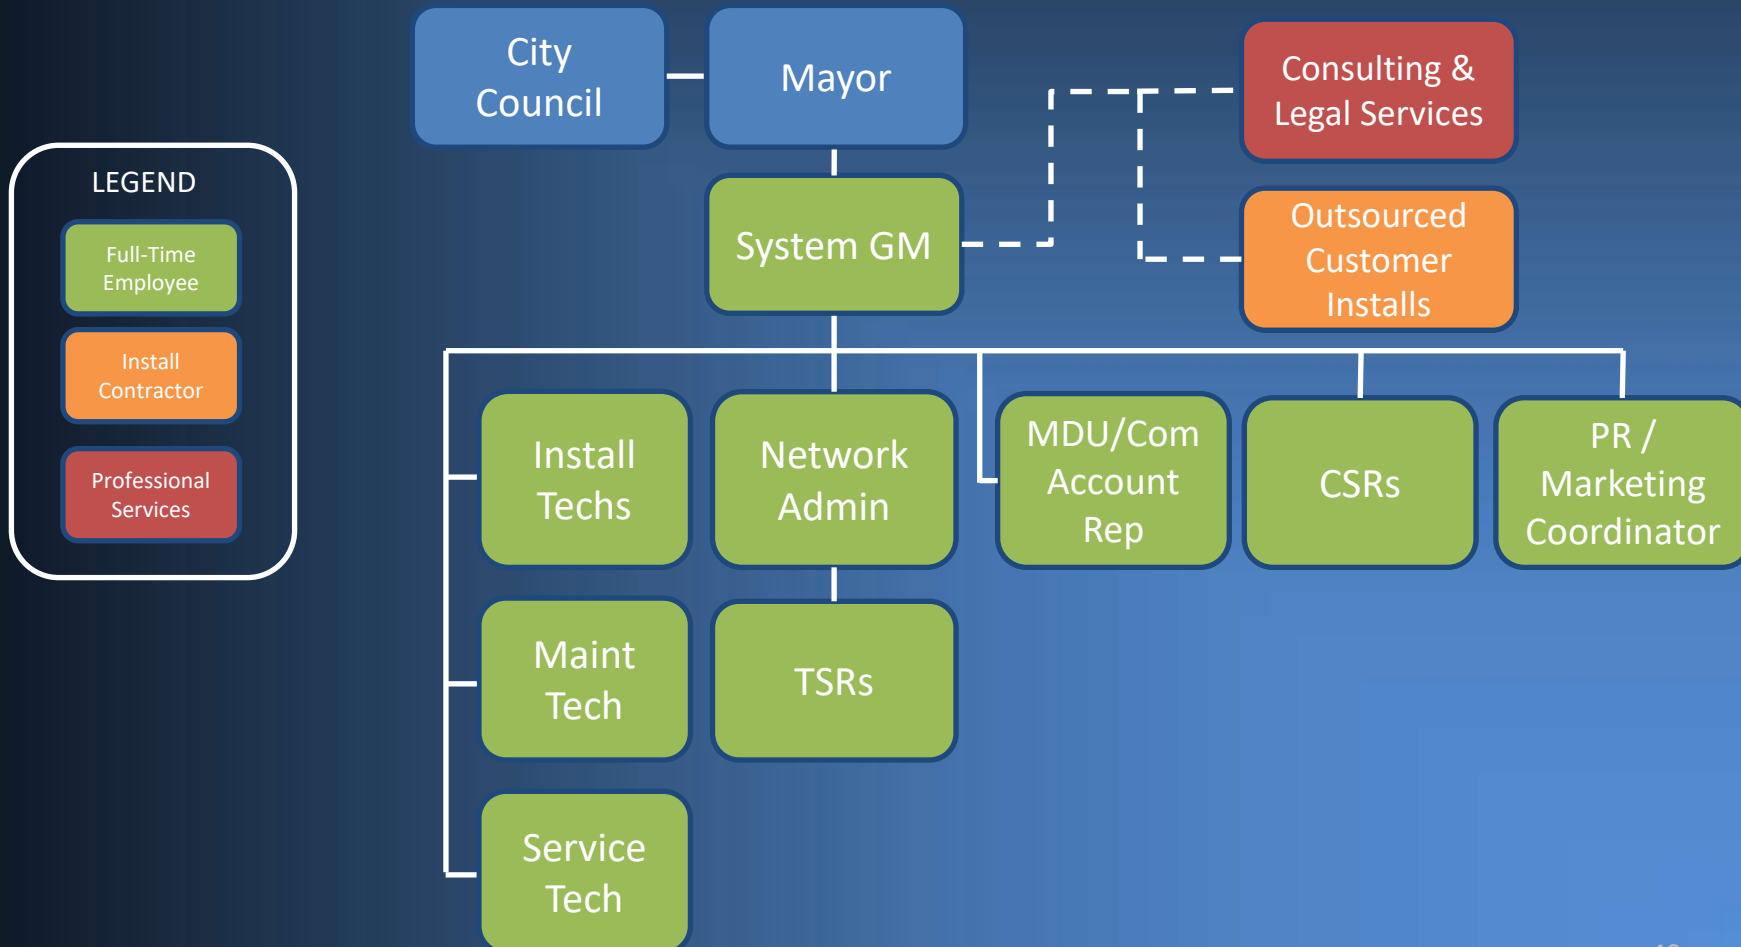 City
Council
Mayor
Consulting &
Legal Services
LEGEND
Full-Time
Employee
Install
Contractor
Professional
Services
System GM
Outsourced
Customer
Installs
Install
Techs
Network
Admin
MDU/Com
Account
Rep
CSRs
PR /
Marketing
Coordinator
Maint
Tech
TSRs
Service
Tech